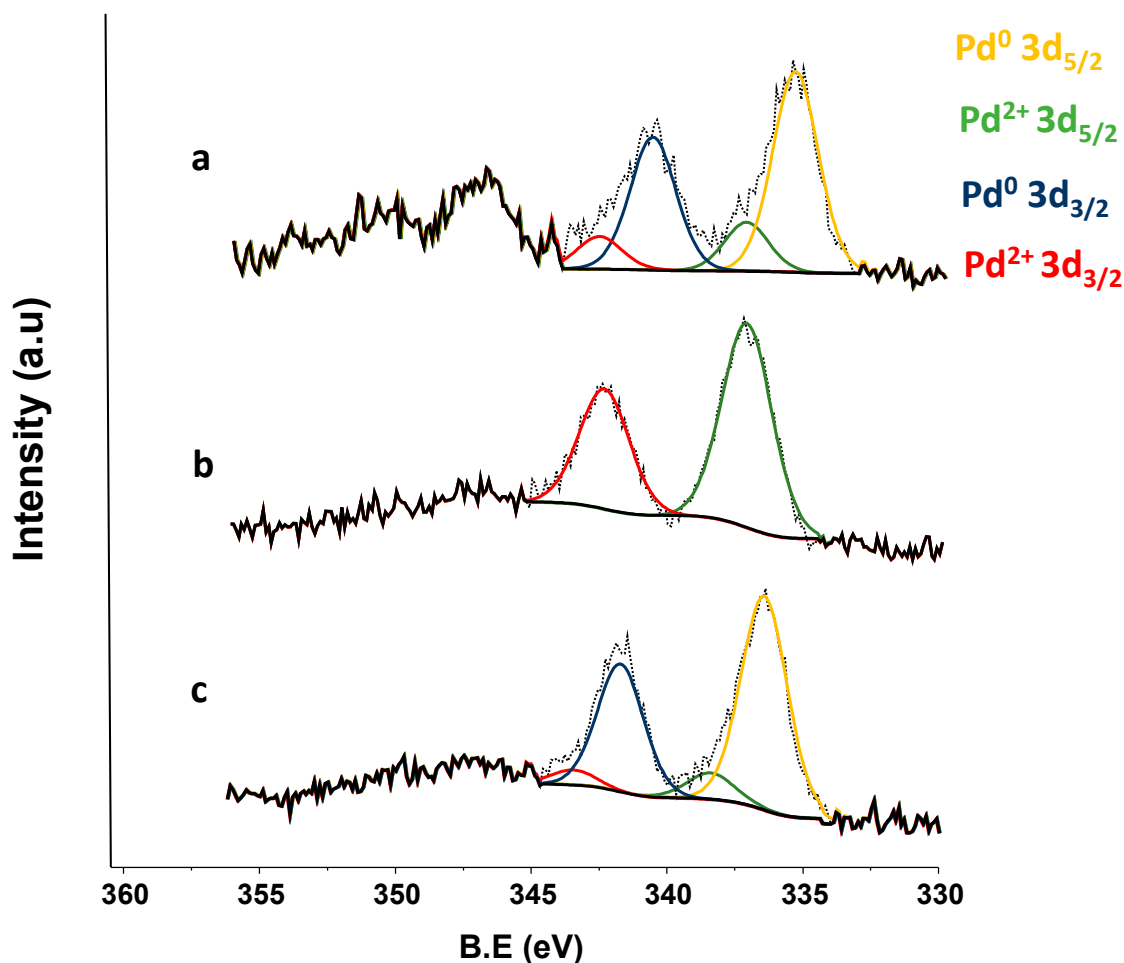 Pd⁰ 3d₅/₂
Pd²⁺ 3d₅/₂
Pd⁰ 3d₃/₂
Pd²⁺ 3d₃/₂
a
b
c
Intensity (a.u)
360 355 350 345 340 335 330
B.E (eV)